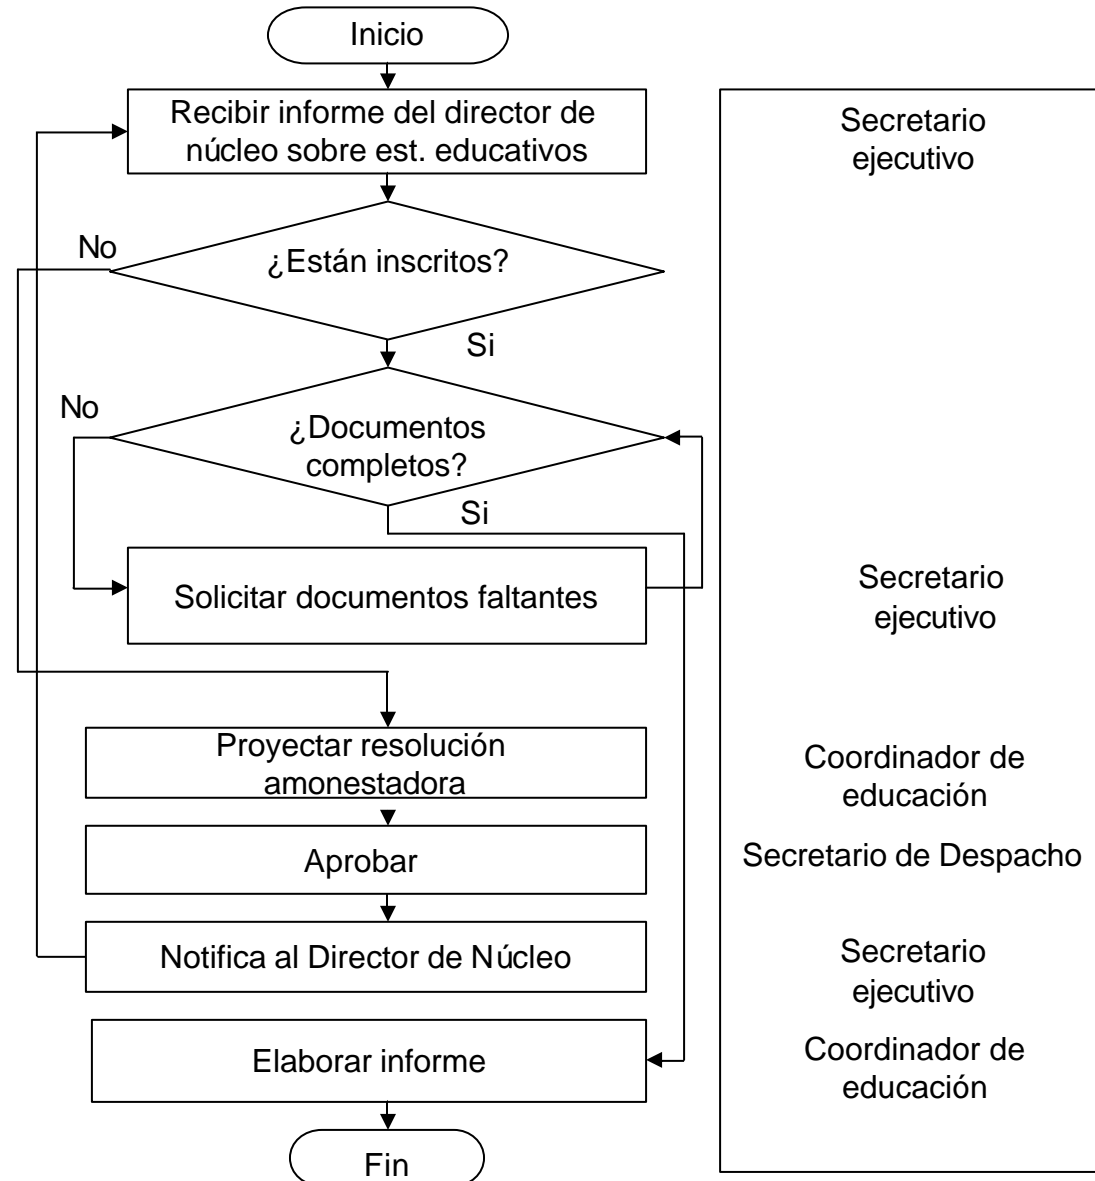 Inicio
Recibir informe del director de
núcleo sobre est. educativos
Secretario
ejecutivo
No
¿Están inscritos?
Si
No
¿Documentos
completos?
Si
Solicitar documentos faltantes
Secretario
ejecutivo
Proyectar resolución
amonestadora
Coordinador de
educación
Aprobar
Secretario de Despacho
Notifica al Director de Núcleo
Secretario
ejecutivo
Elaborar informe
Coordinador de
educación
Fin